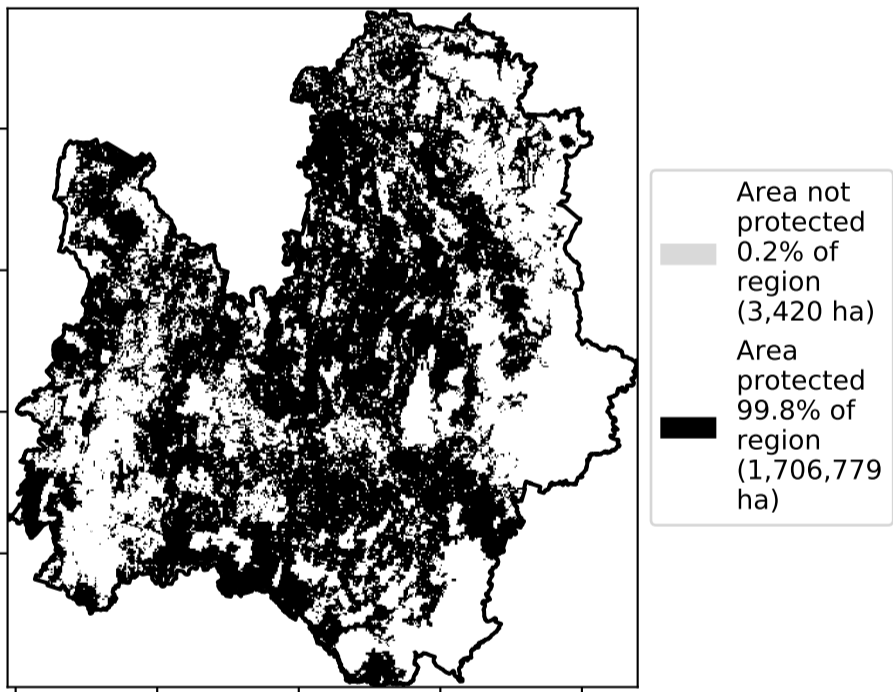 Area not
protected
0.2% of
region
(3,420 ha)
Area
protected
99.8% of
region
(1,706,779
ha)